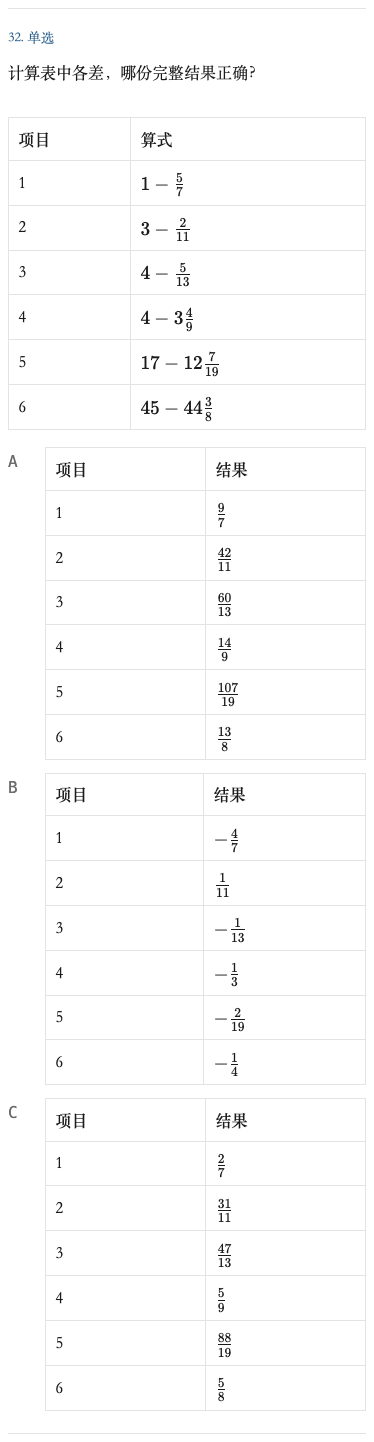 32. 单选
计算表中各差，哪份完整结果正确？
项目 算式
1 1 − 5/7
2 3 − 2/11
3 4 − 5/13
4 4 − 3 4/9
5 17 − 12 7/19
6 45 − 44 3/8
A
项目 结果
1 9/7
2 42/11
3 60/13
4 14/9
5 107/19
6 13/8
B
项目 结果
1 −4/7
2 1/11
3 −1/13
4 −1/3
5 −2/19
6 −1/4
C
项目 结果
1 2/7
2 31/11
3 47/13
4 5/9
5 88/19
6 5/8